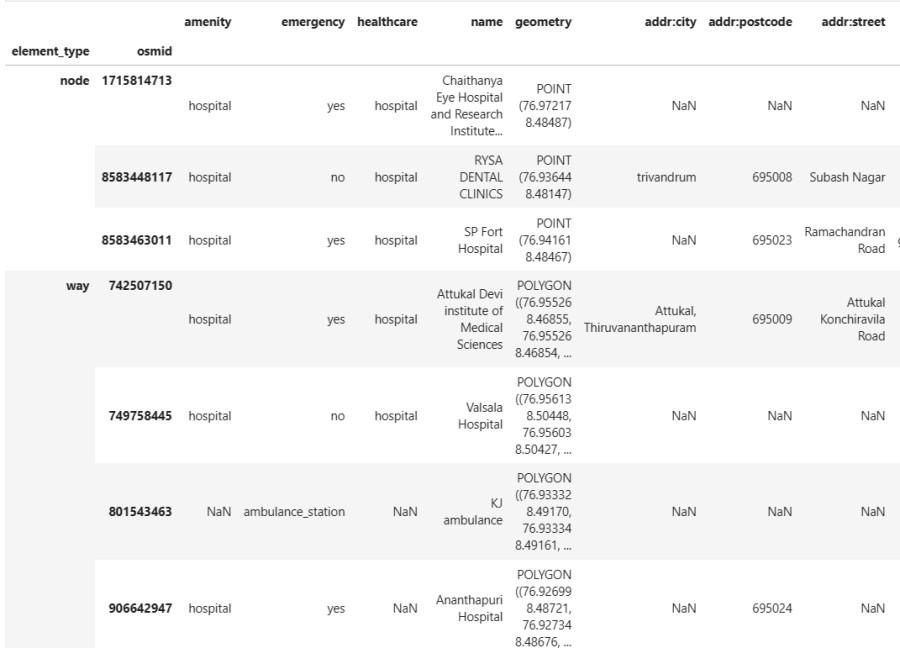 amenity emergency healthcare name geometry addr:city addr:postcode addr:street
element_type osmid
node 1715814713 hospital yes hospital Chaithanya Eye Hospital and Research Institute... POINT (76.97217 8.48487) NaN NaN NaN
8583448117 hospital no hospital RYSA DENTAL CLINICS POINT (76.93644 8.48147) trivandrum 695008 Subash Nagar
8583463011 hospital yes hospital SP Fort Hospital POINT (76.94161 8.48467) NaN 695023 Ramachandran Road
way 742507150 hospital yes hospital Attukal Devi institute of Medical Sciences POLYGON ((76.95526 8.46855, 76.95526 8.46854, ... Attukal, Thiruvananthapuram 695009 Attukal Konchiravila Road
749758445 hospital no hospital Valsala Hospital POLYGON ((76.95613 8.50448, 76.95603 8.50427, ... NaN NaN NaN
801543463 NaN ambulance_station NaN KJ ambulance POLYGON ((76.93332 8.49170, 76.93334 8.49161, ... NaN NaN NaN
906642947 hospital yes NaN Ananthapuri Hospital POLYGON ((76.92699 8.48721, 76.92734 8.48676, ... NaN 695024 NaN